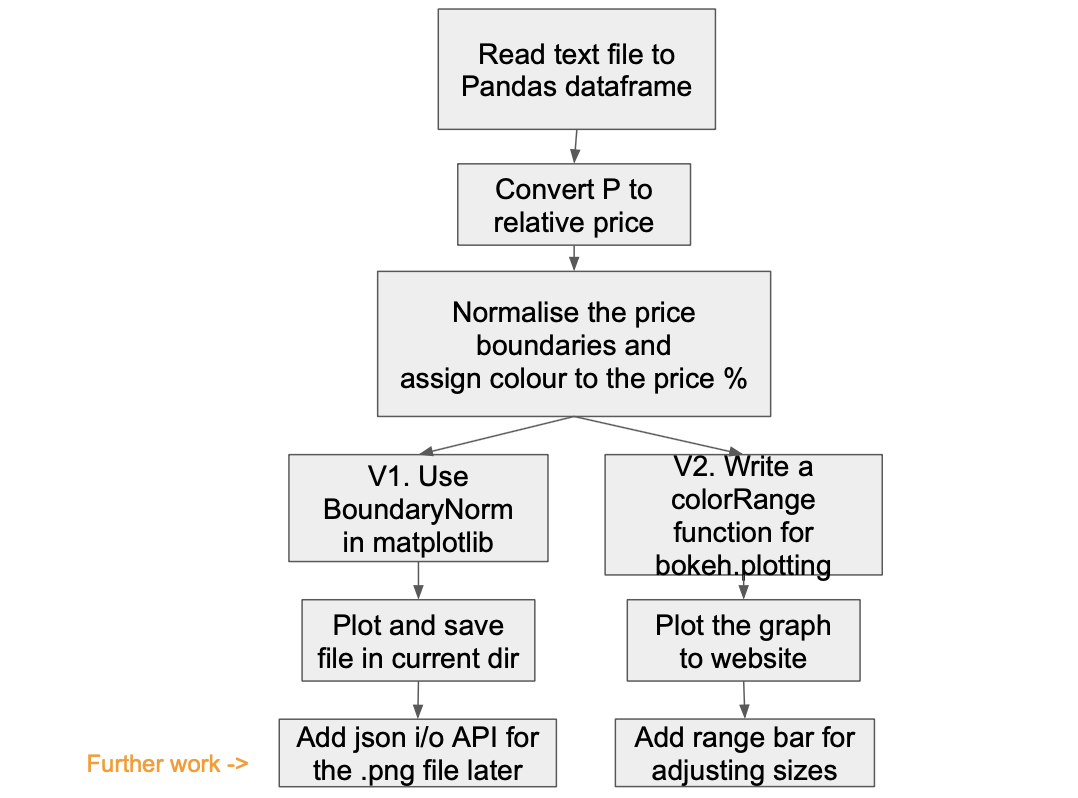 Read text file to
Pandas dataframe
Convert P to
relative price
Normalise the price
boundaries and
assign colour to the price %
V1. Use
BoundaryNorm
in matplotlib
V2. Write a
colorRange
function for
bokeh.plotting
Plot and save
file in current dir
Plot the graph
to website
Further work ->
Add json i/o API for
the .png file later
Add range bar for
adjusting sizes